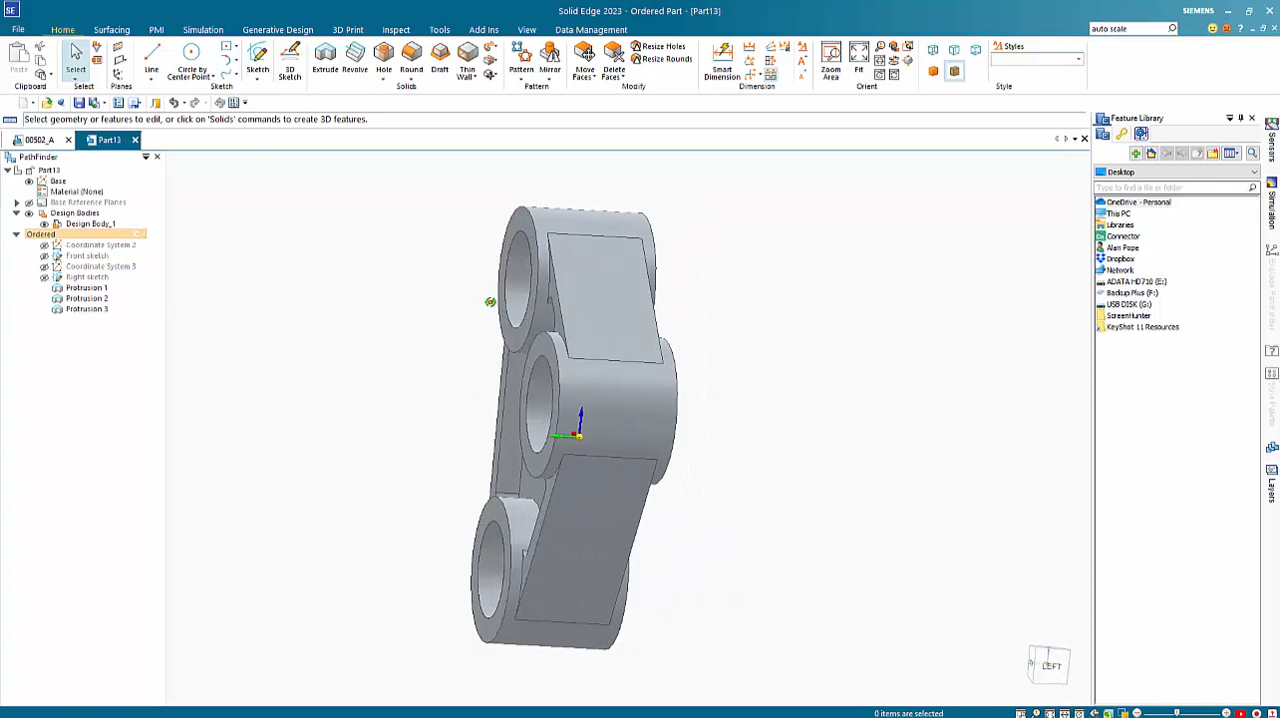 SE
Solid Edge 2023 - Ordered Part - [Part13]
SIEMENS
File Home Surfacing PMI Simulation Generative Design 3D Print Inspect Tools Add Ins View Data Management
auto scale
Paste Select Line Circle by Center Point Sketch 3D Sketch Extrude Revolve Hole Round Draft Thin Wall Pattern Mirror Move Faces Delete Faces Resize Holes Resize Rounds Smart Dimension Zoom Area Fit Styles
Clipboard Select Planes Sketch Solids Pattern Modify Dimension Orient Style
Select geometry or features to edit, or click on 'Solids' commands to create 3D features.
00502_A Part13
PathFinder
Part13
Base
Material (None)
Base Reference Planes
Design Bodies
Design Body_1
Ordered
Coordinate System 2
Front sketch
Coordinate System 3
Right sketch
Protrusion 1
Protrusion 2
Protrusion 3
Feature Library
Desktop
Type to find a file or folder
OneDrive - Personal
This PC
Libraries
Connector
Alan Pope
Dropbox
Network
ADATA HD710 (E:)
Backup Plus (F:)
USB DISK (G:)
ScreenHunter
KeyShot 11 Resources
Sensors
Simulation
Explode PathFinder
Style Palette
Layers
LEFT
0 items are selected